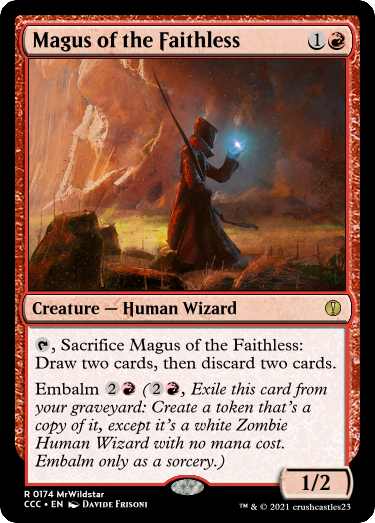 Magus of the Faithless 1
Creature — Human Wizard
, Sacrifice Magus of the Faithless:
Draw two cards, then discard two cards.
Embalm 2 (2, Exile this card from
your graveyard: Create a token that's a
copy of it, except it's a white Zombie
Human Wizard with no mana cost.
Embalm only as a sorcery.)
1/2
R 0174 MrWildstar
CCC • EN Davide Frisoni
™ & © 2021 crushcastles23